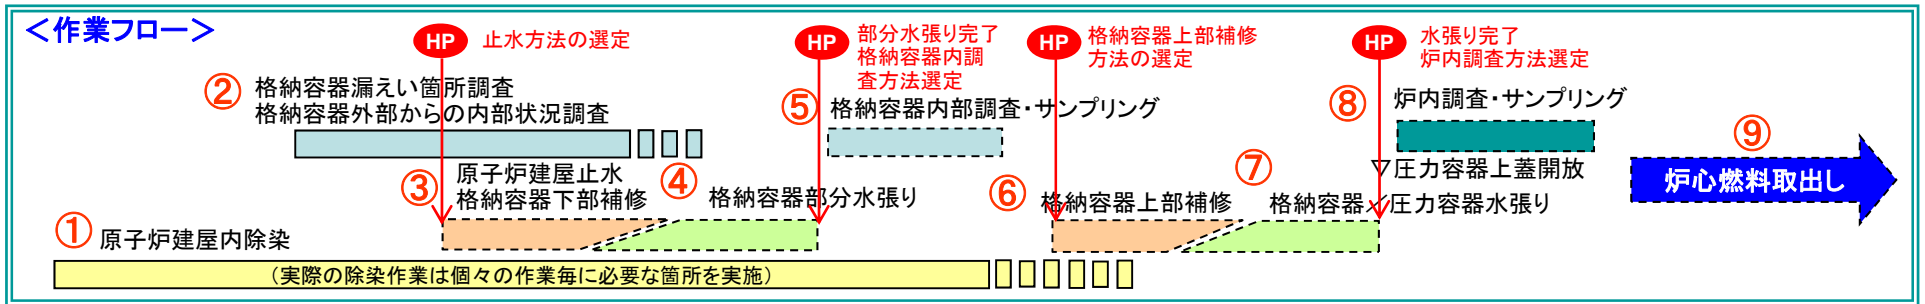 ＜作業フロー＞
HP
止水方法の選定
HP
部分水張り完了
格納容器内調
査方法選定
HP
格納容器上部補修
方法の選定
HP
水張り完了
炉内調査方法選定
②
格納容器漏えい箇所調査
格納容器外部からの内部状況調査
⑤
格納容器内部調査・サンプリング
⑧
炉内調査・サンプリング
③
原子炉建屋止水
格納容器下部補修
④
格納容器部分水張り
⑥
格納容器上部補修
⑦
▽圧力容器上蓋開放
格納容器／圧力容器水張り
⑨
炉心燃料取出し
①
原子炉建屋内除染
（実際の除染作業は個々の作業毎に必要な箇所を実施）